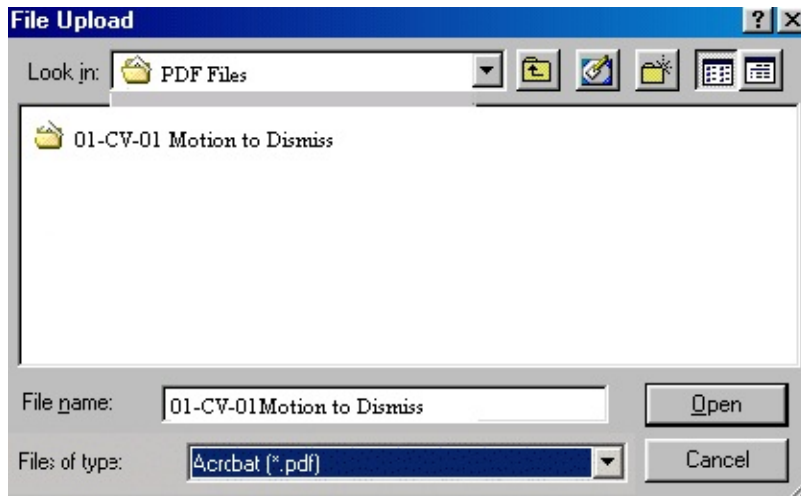 File Upload ? X
Look in: PDF Files
01-CV-01 Motion to Dismiss
File name: 01-CV-01Motion to Dismiss Open
Files of type: Acrobat (*.pdf) Cancel